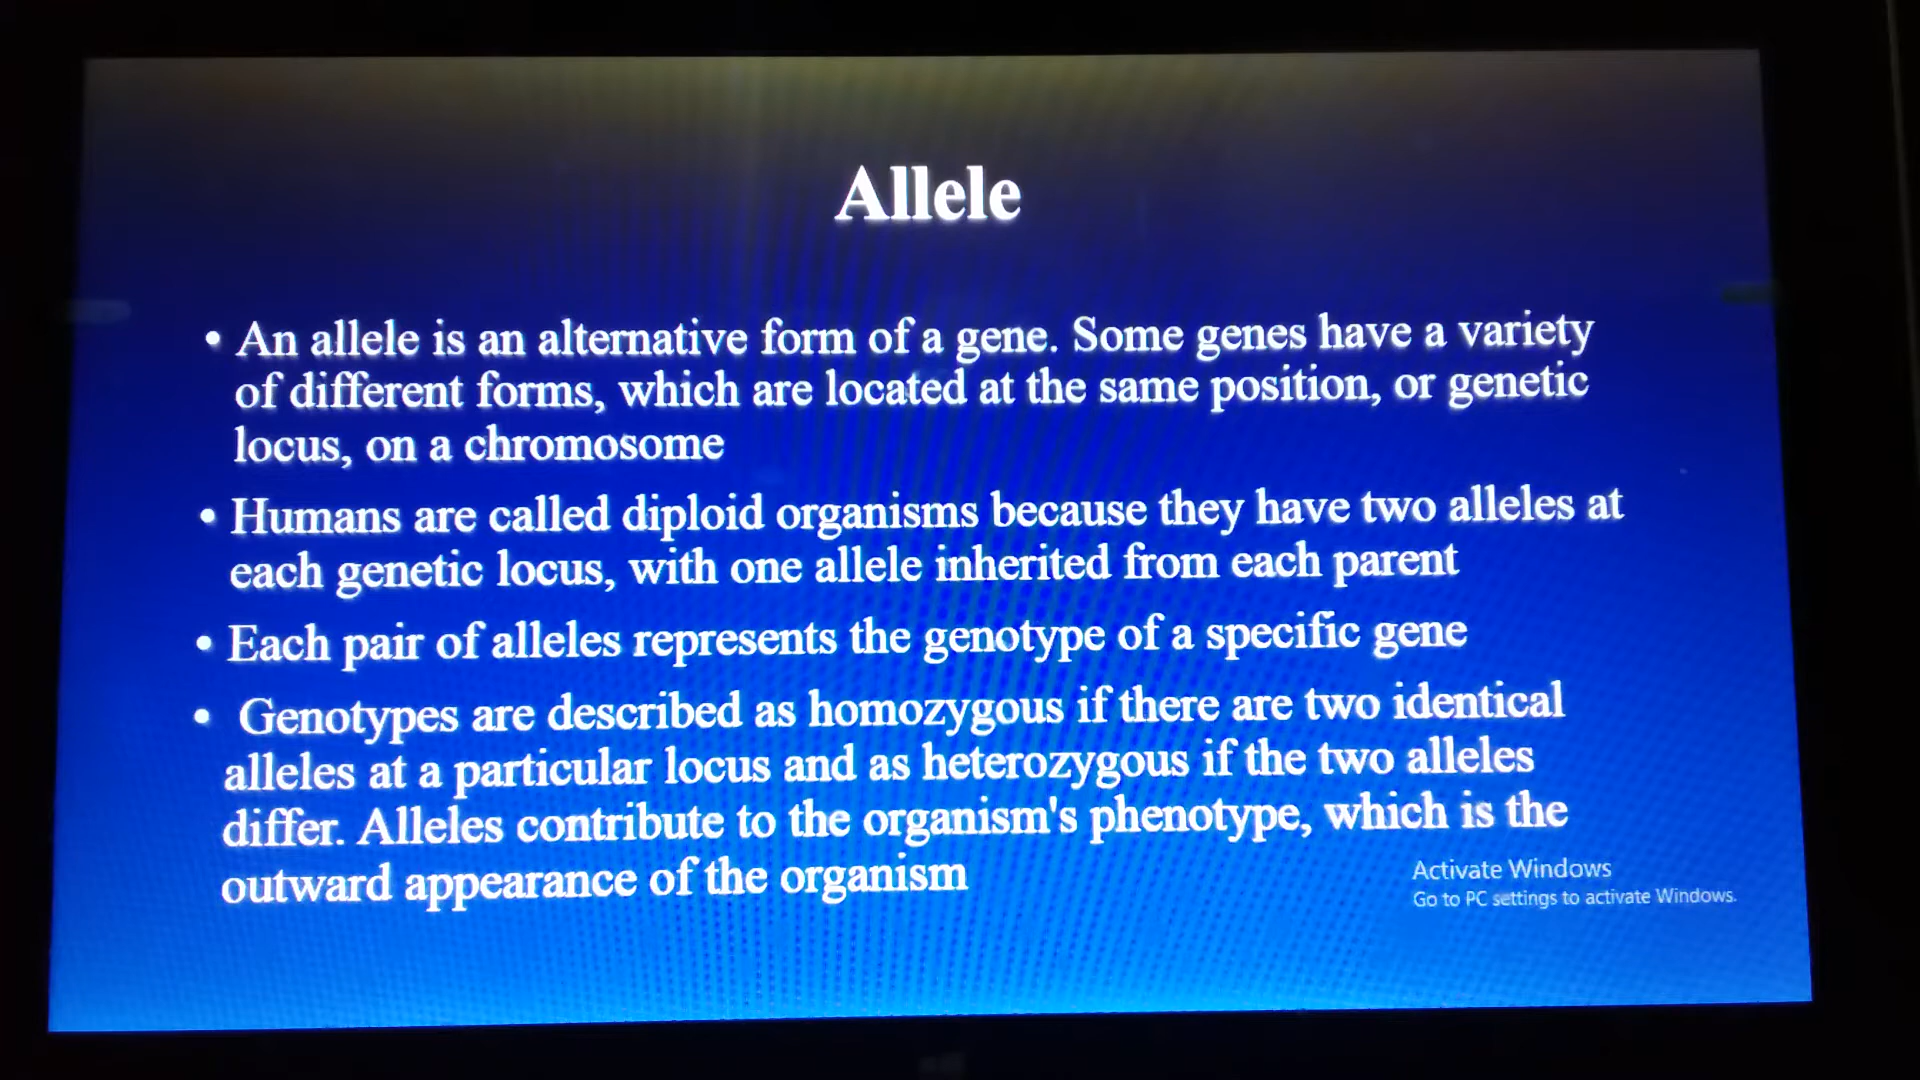 Allele
• An allele is an alternative form of a gene. Some genes have a variety
of different forms, which are located at the same position, or genetic
locus, on a chromosome
• Humans are called diploid organisms because they have two alleles at
each genetic locus, with one allele inherited from each parent
• Each pair of alleles represents the genotype of a specific gene
• Genotypes are described as homozygous if there are two identical
alleles at a particular locus and as heterozygous if the two alleles
differ. Alleles contribute to the organism's phenotype, which is the
outward appearance of the organism
Activate Windows
Go to PC settings to activate Windows.